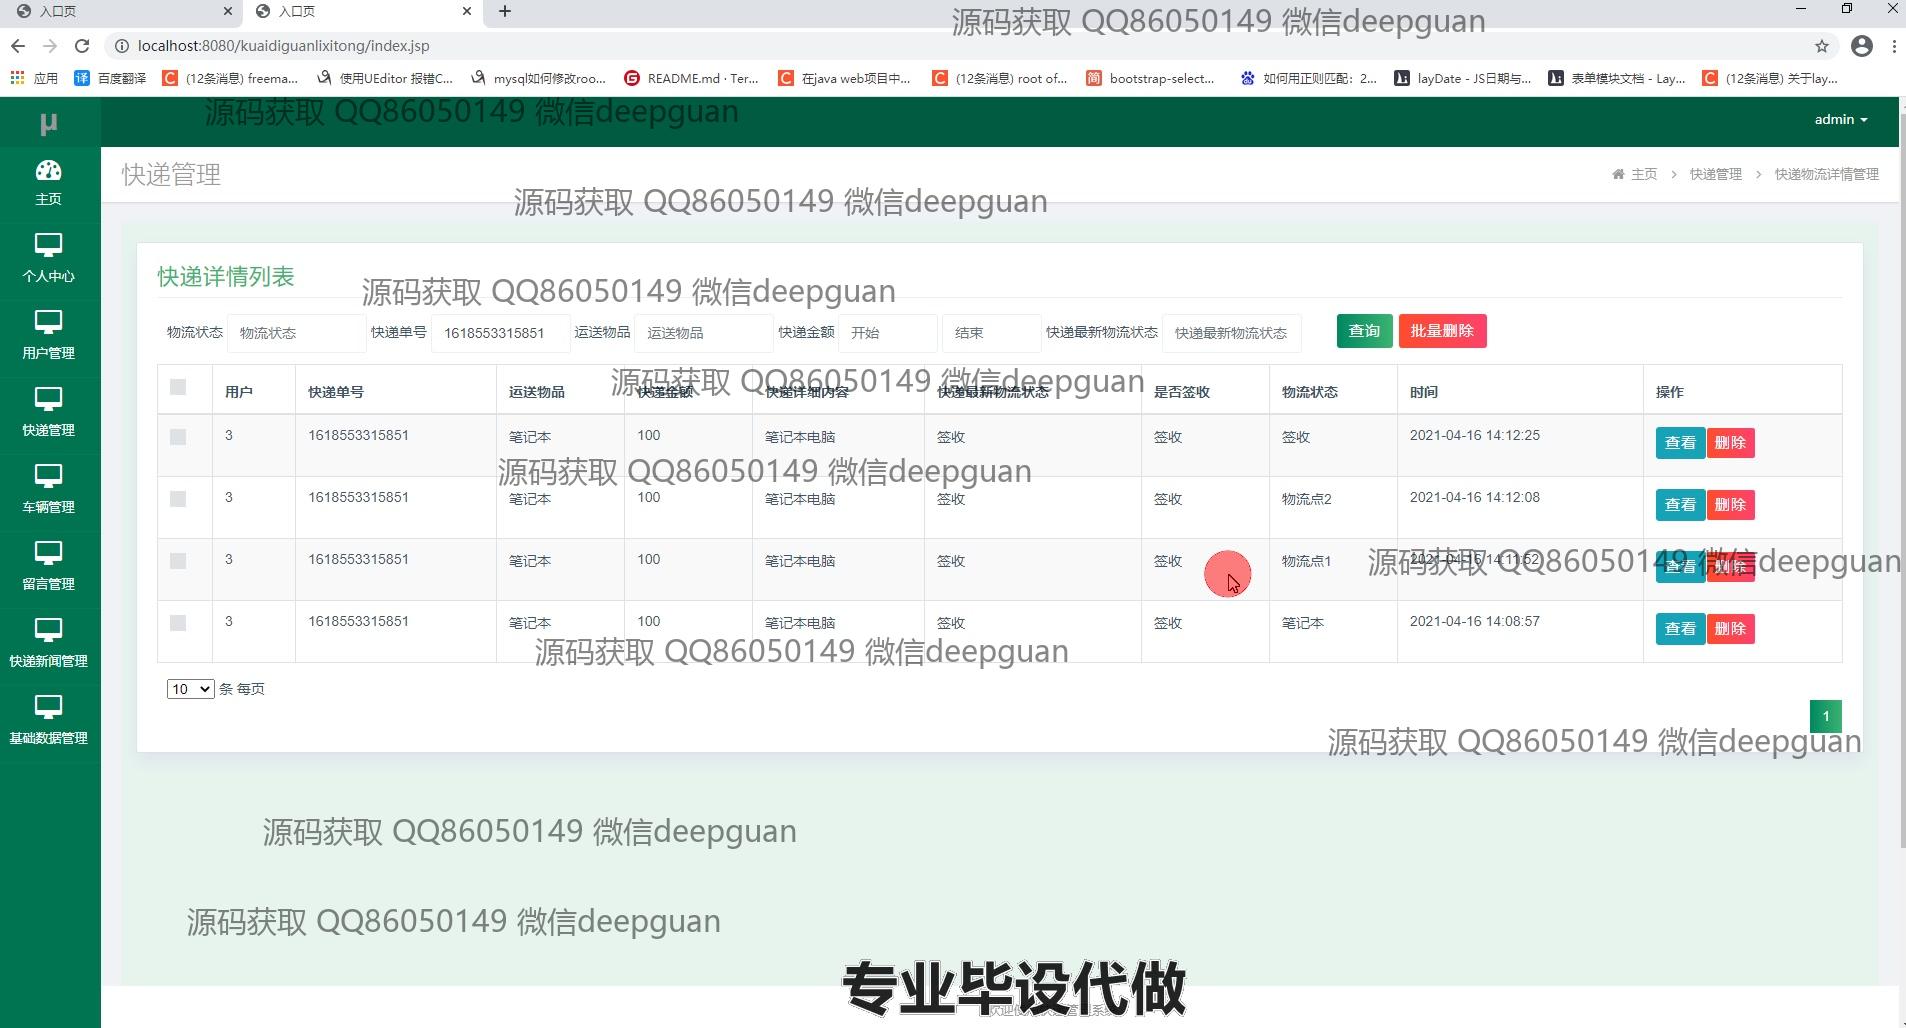 入口页
入口页
源码获取 QQ86050149 微信deepguan
localhost:8080/kuaidiguanlixitong/index.jsp
应用
百度翻译
(12条消息) freema...
使用UEditor 报错C...
mysql如何修改roo...
README.md · Ter...
在java web项目中...
(12条消息) root of...
bootstrap-select...
如何用正则匹配：2...
layDate - JS日期与...
表单模块文档 - Lay...
(12条消息) 关于lay...
源码获取 QQ86050149 微信deepguan
μ
admin
主页
个人中心
用户管理
快递管理
车辆管理
留言管理
快递新闻管理
基础数据管理
快递管理
主页 > 快递管理 > 快递物流详情管理
源码获取 QQ86050149 微信deepguan
快递详情列表
源码获取 QQ86050149 微信deepguan
物流状态 物流状态 快递单号 1618553315851 运送物品 运送物品 快递金额 开始 结束 快递最新物流状态 快递最新物流状态 查询 批量删除
源码获取 QQ86050149 微信deepguan
用户 快递单号 运送物品 快递金额 快递详细内容 快递最新物流状态 是否签收 物流状态 时间 操作
3 1618553315851 笔记本 100 笔记本电脑 签收 签收 签收 2021-04-16 14:12:25 查看 删除
源码获取 QQ86050149 微信deepguan
3 1618553315851 笔记本 100 笔记本电脑 签收 签收 物流点2 2021-04-16 14:12:08 查看 删除
3 1618553315851 笔记本 100 笔记本电脑 签收 签收 物流点1 2021-04-16 14:11:52 查看 删除
源码获取 QQ86050149 微信deepguan
3 1618553315851 笔记本 100 笔记本电脑 签收 签收 笔记本 2021-04-16 14:08:57 查看 删除
源码获取 QQ86050149 微信deepguan
10 条 每页
1
源码获取 QQ86050149 微信deepguan
源码获取 QQ86050149 微信deepguan
源码获取 QQ86050149 微信deepguan
专业毕设代做